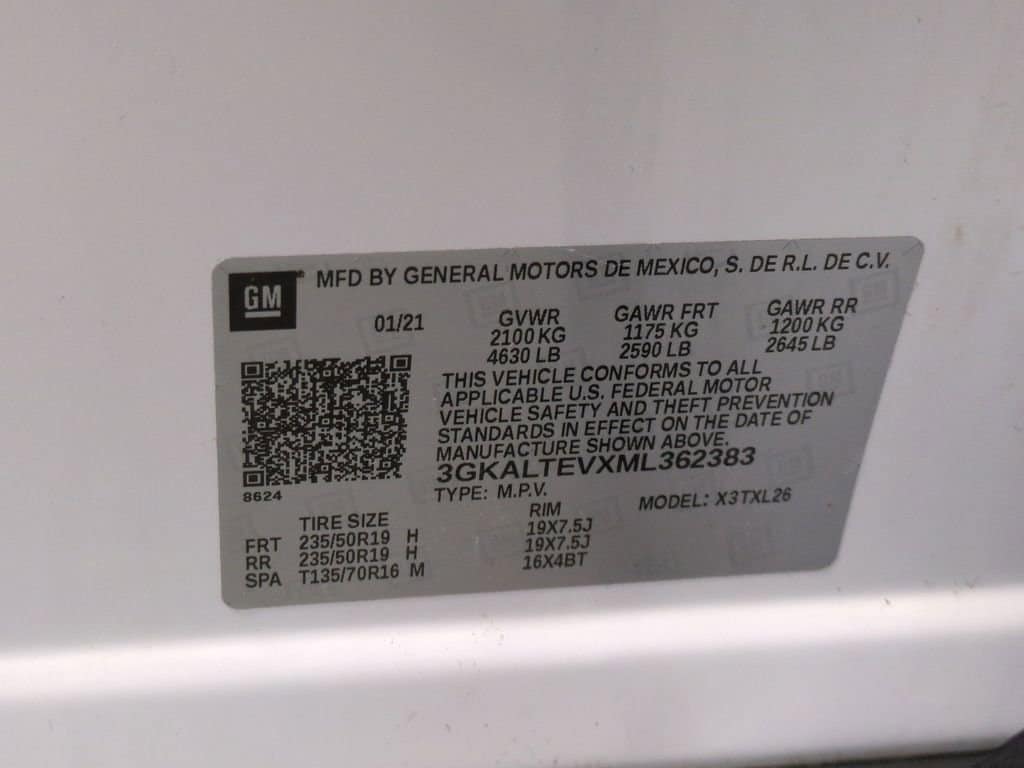 GM
MFD BY GENERAL MOTORS DE MEXICO, S. DE R.L. DE C.V.
01/21 GVWR GAWR FRT GAWR RR
2100 KG 1175 KG 1200 KG
4630 LB 2590 LB 2645 LB
THIS VEHICLE CONFORMS TO ALL
APPLICABLE U.S. FEDERAL MOTOR
VEHICLE SAFETY AND THEFT PREVENTION
STANDARDS IN EFFECT ON THE DATE OF
MANUFACTURE SHOWN ABOVE.
3GKALTEVXML362383
8624
TYPE: M.P.V. MODEL: X3TXL26
TIRE SIZE RIM
FRT 235/50R19 H 19X7.5J
RR 235/50R19 H 19X7.5J
SPA T135/70R16 M 16X4BT